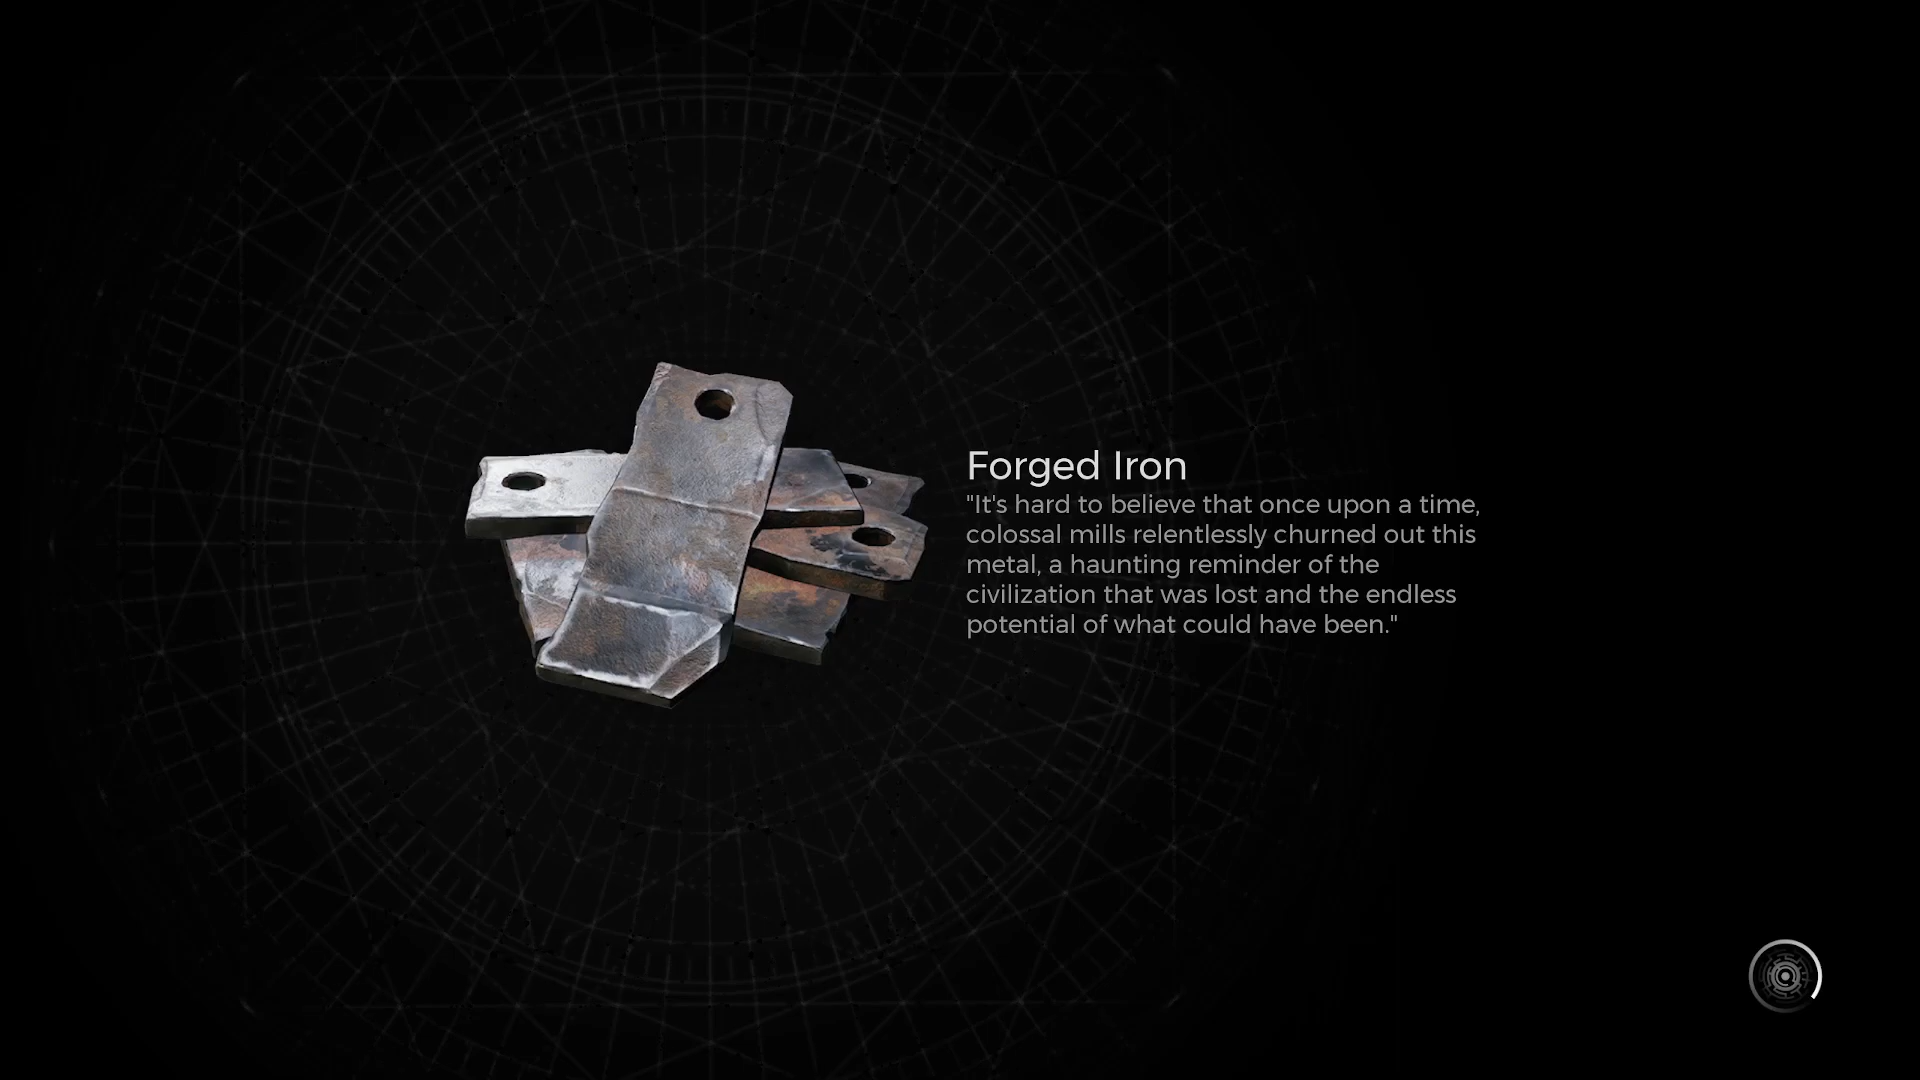 Forged Iron
"It's hard to believe that once upon a time,
colossal mills relentlessly churned out this
metal, a haunting reminder of the
civilization that was lost and the endless
potential of what could have been."